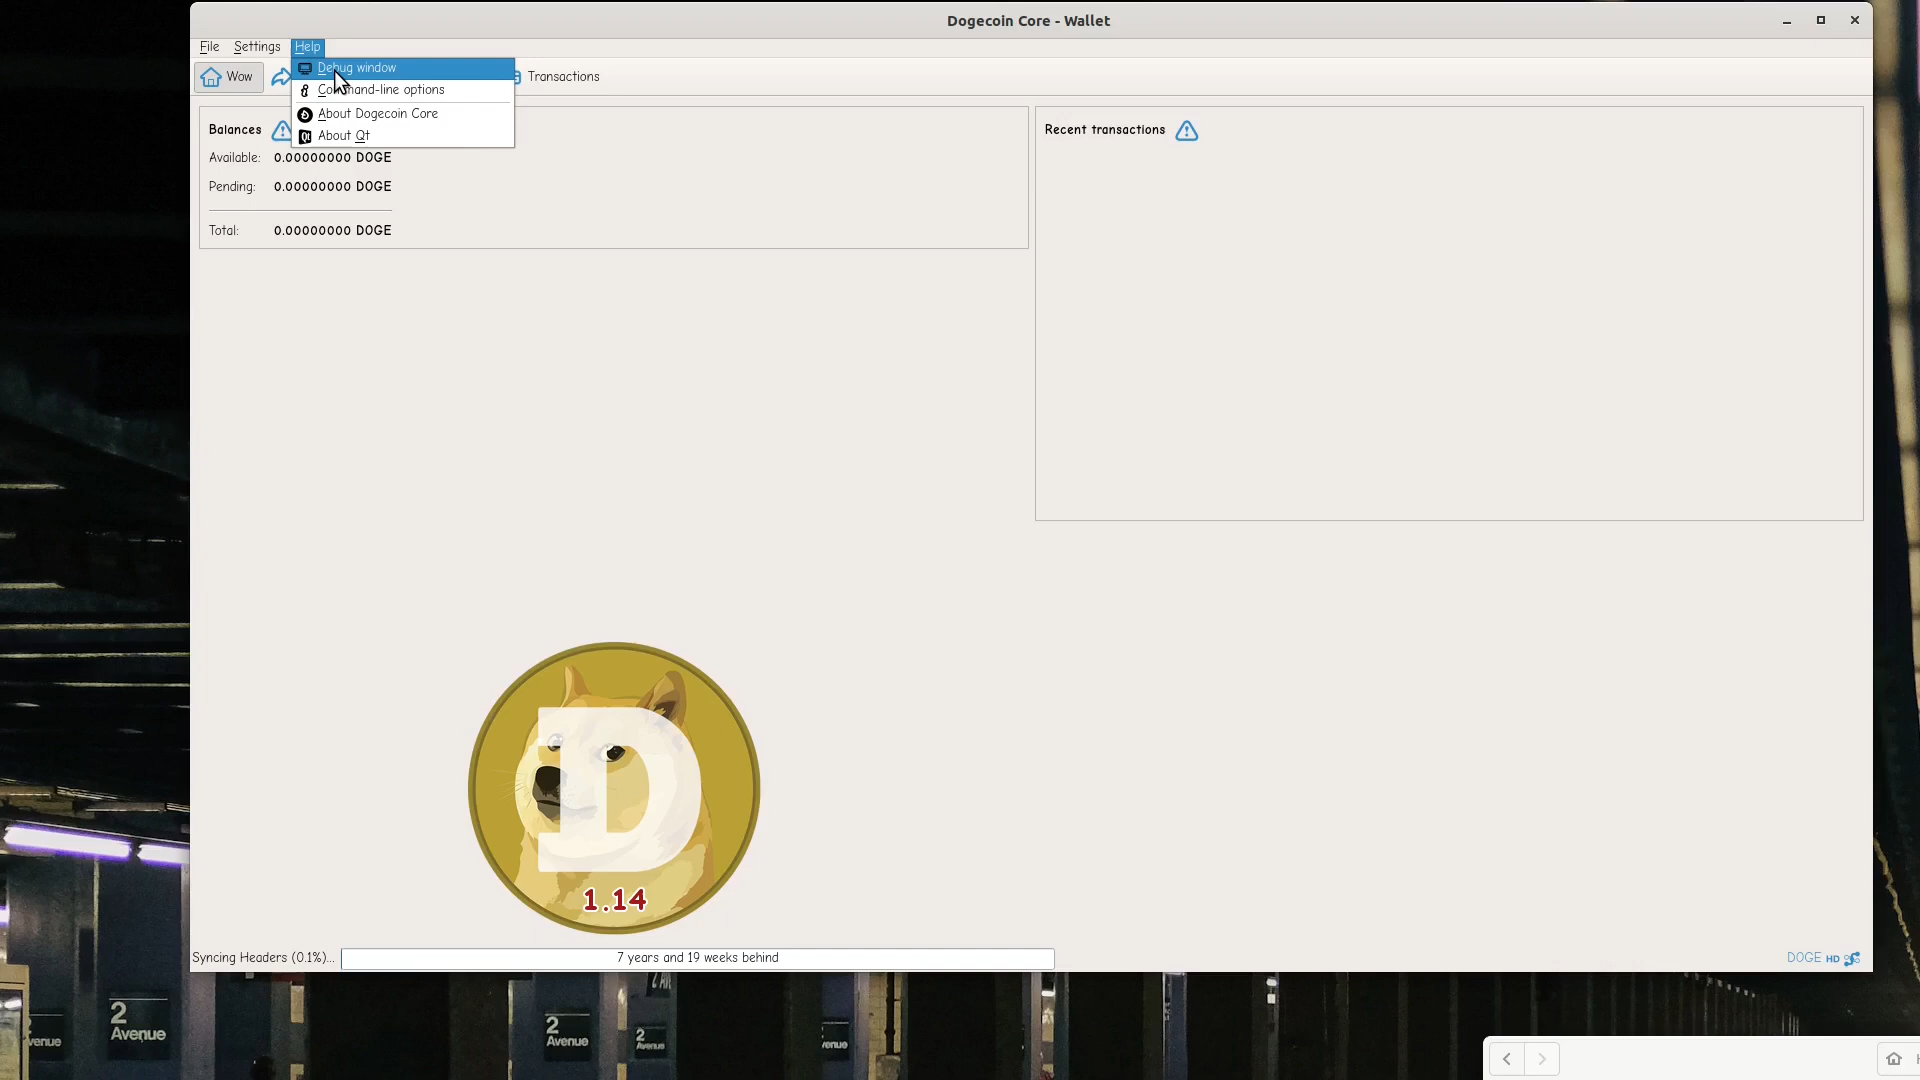 Dogecoin Core - Wallet
File Settings Help
Wow
Debug window
Transactions
Command-line options
About Dogecoin Core
About Qt
Balances
Available: 0.00000000 DOGE
Pending: 0.00000000 DOGE
Total: 0.00000000 DOGE
Recent transactions
1.14
Syncing Headers (0.1%)...
7 years and 19 weeks behind
DOGE HD
2
Avenue
2
Avenue
2
Avenue
enue
enue